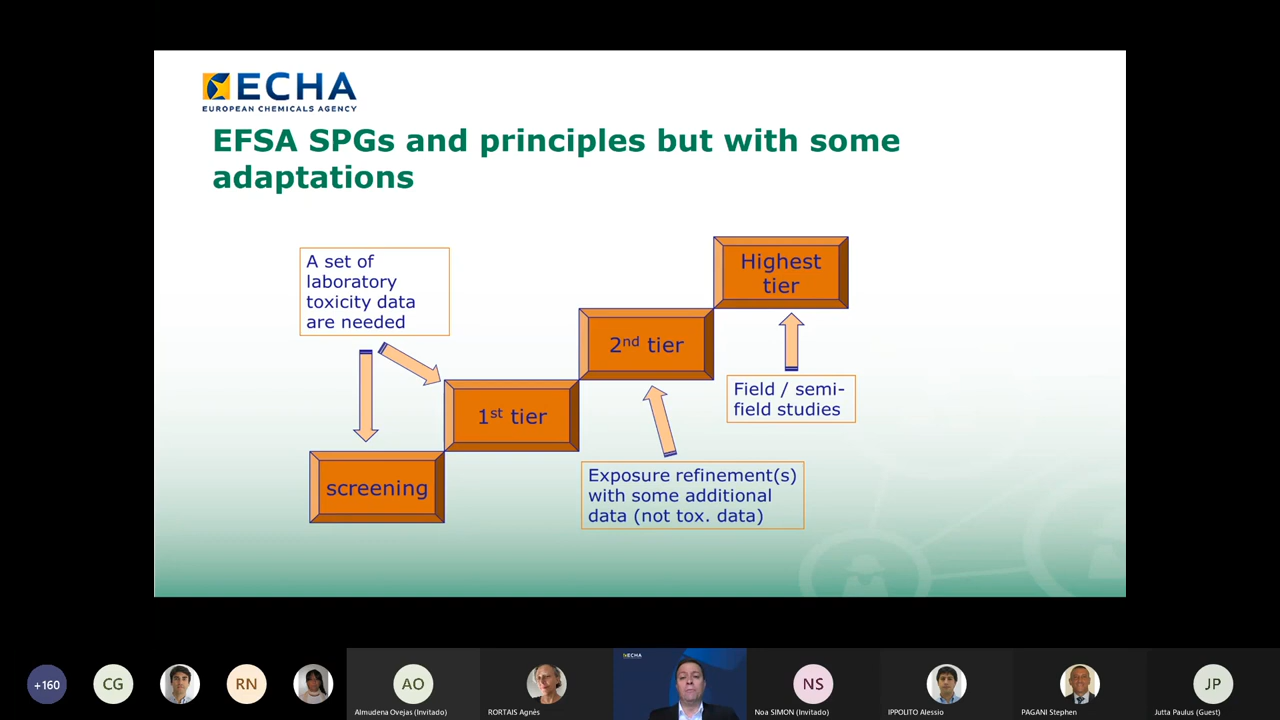 ECHA
EUROPEAN CHEMICALS AGENCY
EFSA SPGs and principles but with some
adaptations
A set of
laboratory
toxicity data
are needed
Highest
tier
2nd tier
Field / semi-
field studies
1st tier
Exposure refinement(s)
with some additional
data (not tox. data)
screening
+160
CG
RN
AO
Almudena Ovejas (Invitado)
RORTAIS Agnès
ECHA
NS
Noa SIMON (Invitado)
IPPOLITO Alessio
PAGANI Stephen
JP
Jutta Paulus (Guest)